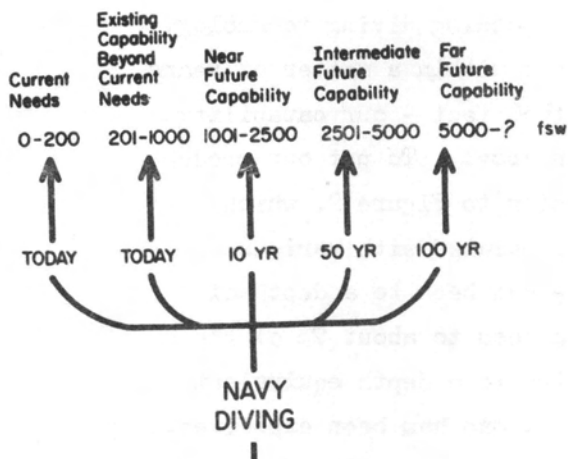 Current
Needs
0-200
TODAY
Existing
Capability
Beyond
Current
Needs
201-1000
TODAY
Near
Future
Capability
1001-2500
10 YR
Intermediate
Future
Capability
2501-5000
50 YR
Far
Future
Capability
5000-?
100 YR
fsw
NAVY
DIVING